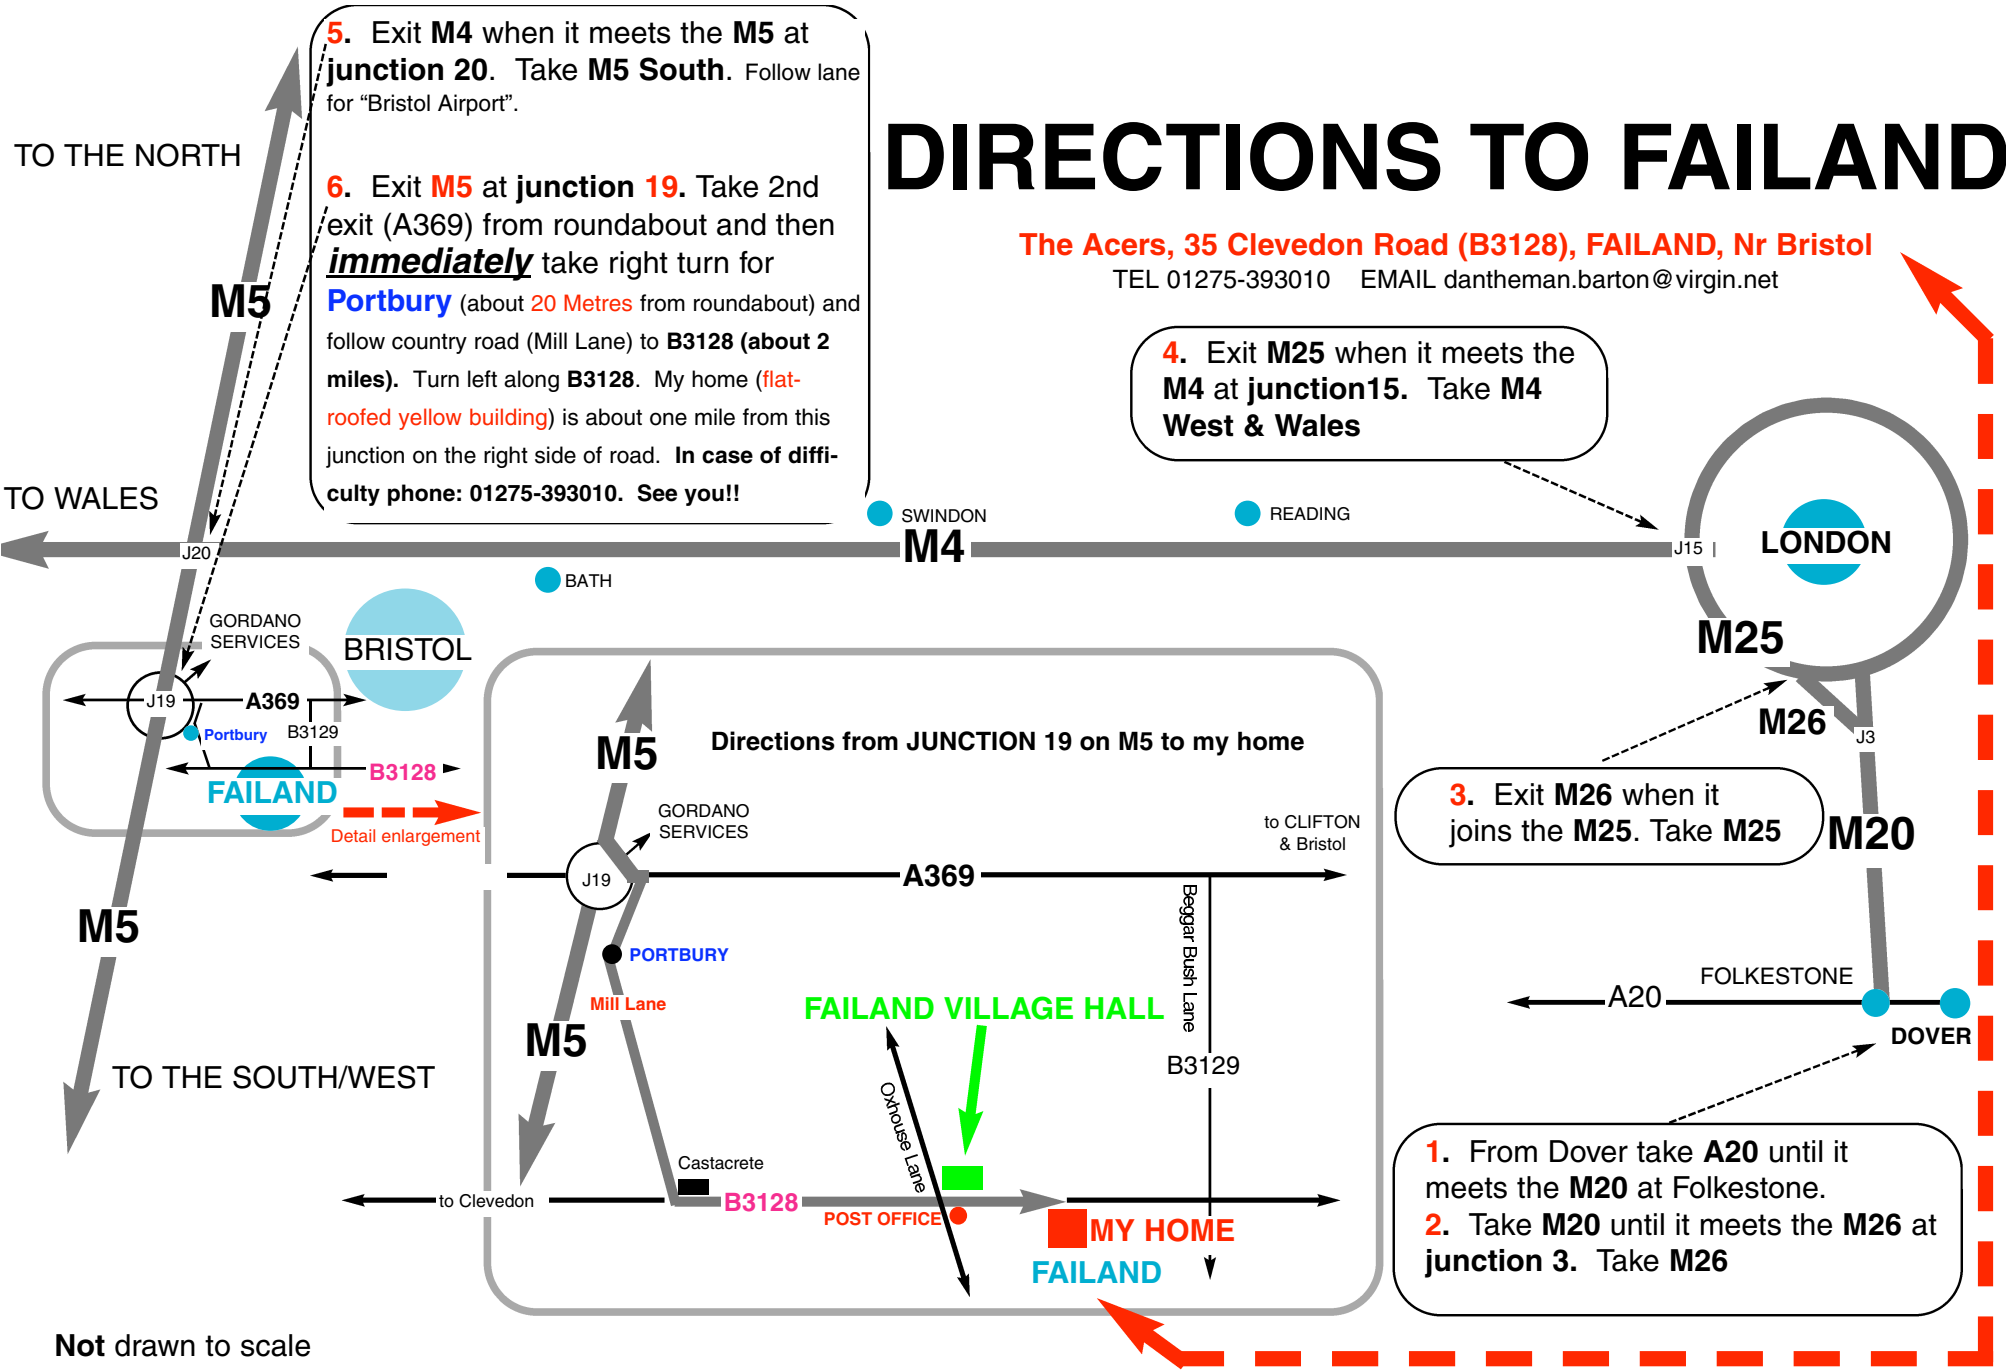 DIRECTIONS TO FAILAND
The Acers, 35 Clevedon Road (B3128), FAILAND, Nr Bristol
TEL 01275-393010 EMAIL dantheman.barton@virgin.net
5. Exit M4 when it meets the M5 at
junction 20. Take M5 South. Follow lane
for “Bristol Airport”.
6. Exit M5 at junction 19. Take 2nd
exit (A369) from roundabout and then
immediately take right turn for
Portbury (about 20 Metres from roundabout) and
follow country road (Mill Lane) to B3128 (about 2
miles). Turn left along B3128. My home (flat-
roofed yellow building) is about one mile from this
junction on the right side of road. In case of diffi-
culty phone: 01275-393010. See you!!
4. Exit M25 when it meets the
M4 at junction15. Take M4
West & Wales
TO THE NORTH
M5
TO WALES
J20
SWINDON
M4
READING
BATH
J15
LONDON
M25
M26
J3
M20
3. Exit M26 when it
joins the M25. Take M25
FOLKESTONE
A20
DOVER
1. From Dover take A20 until it
meets the M20 at Folkestone.
2. Take M20 until it meets the M26 at
junction 3. Take M26
GORDANO
SERVICES
BRISTOL
J19
A369
Portbury
B3129
B3128
FAILAND
Detail enlargement
M5
TO THE SOUTH/WEST
Directions from JUNCTION 19 on M5 to my home
M5
GORDANO
SERVICES
to CLIFTON
& Bristol
J19
A369
Beggar Bush Lane
PORTBURY
Mill Lane
FAILAND VILLAGE HALL
M5
B3129
Oxhouse Lane
Castacrete
to Clevedon
B3128
POST OFFICE
MY HOME
FAILAND
Not drawn to scale